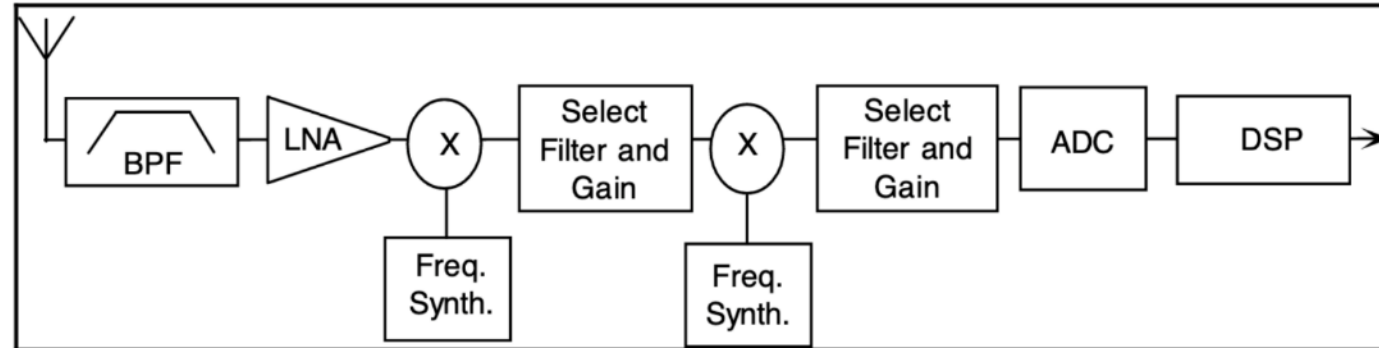 BPF
LNA
X
Freq.
Synth.
Select
Filter and
Gain
X
Freq.
Synth.
Select
Filter and
Gain
ADC
DSP